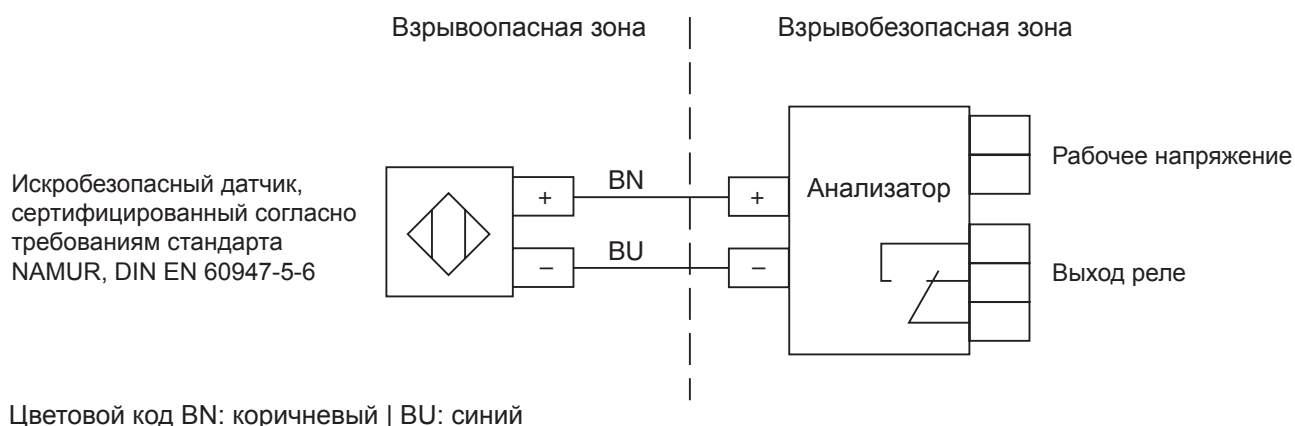 Взрывоопасная зона
Взрывобезопасная зона
Искробезопасный датчик,
сертифицированный согласно
требованиям стандарта
NAMUR, DIN EN 60947-5-6
+
BN
+
–
BU
–
Анализатор
Рабочее напряжение
Выход реле
Цветовой код BN: коричневый | BU: синий